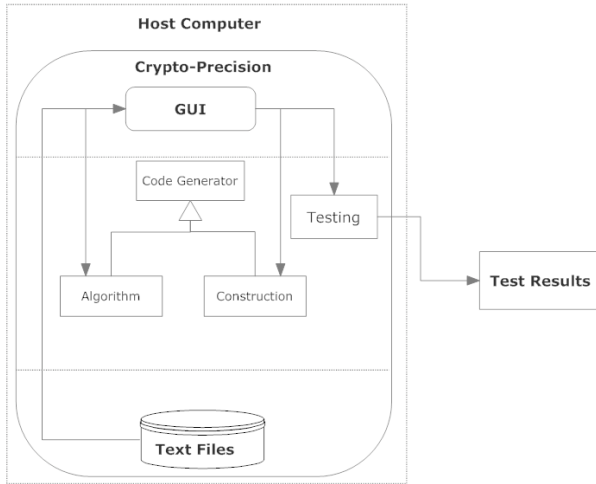 Host Computer
Crypto-Precision
GUI
Code Generator
Testing
Algorithm
Construction
Test Results
Text Files